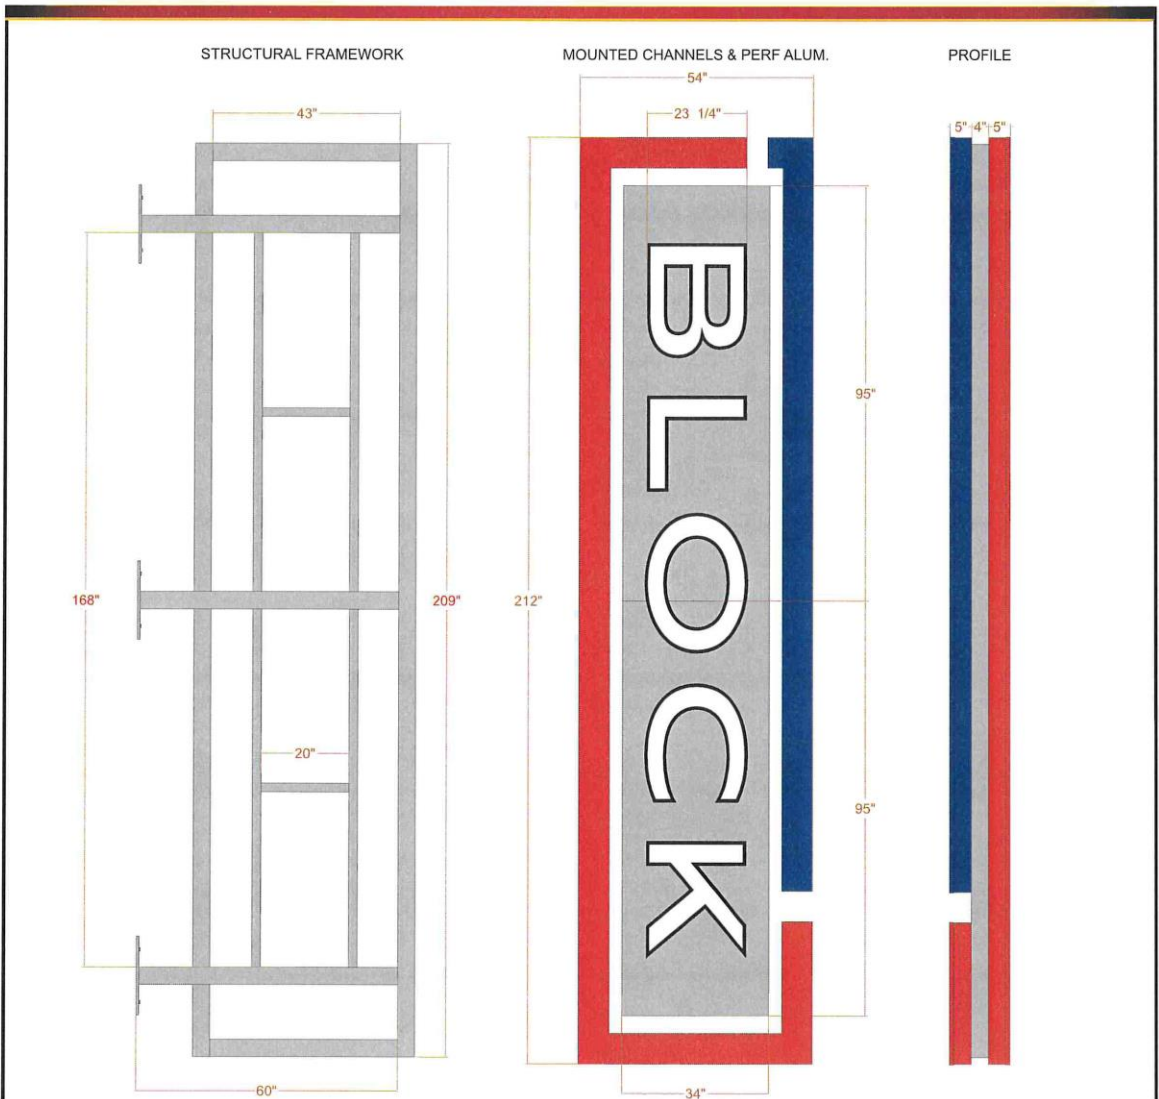 STRUCTURAL FRAMEWORK
MOUNTED CHANNELS & PERF ALUM.
PROFILE
54"
43"
23 1/4"
5" 4" 5"
95"
168"
209"
212"
20"
95"
60"
34"
BLOCK